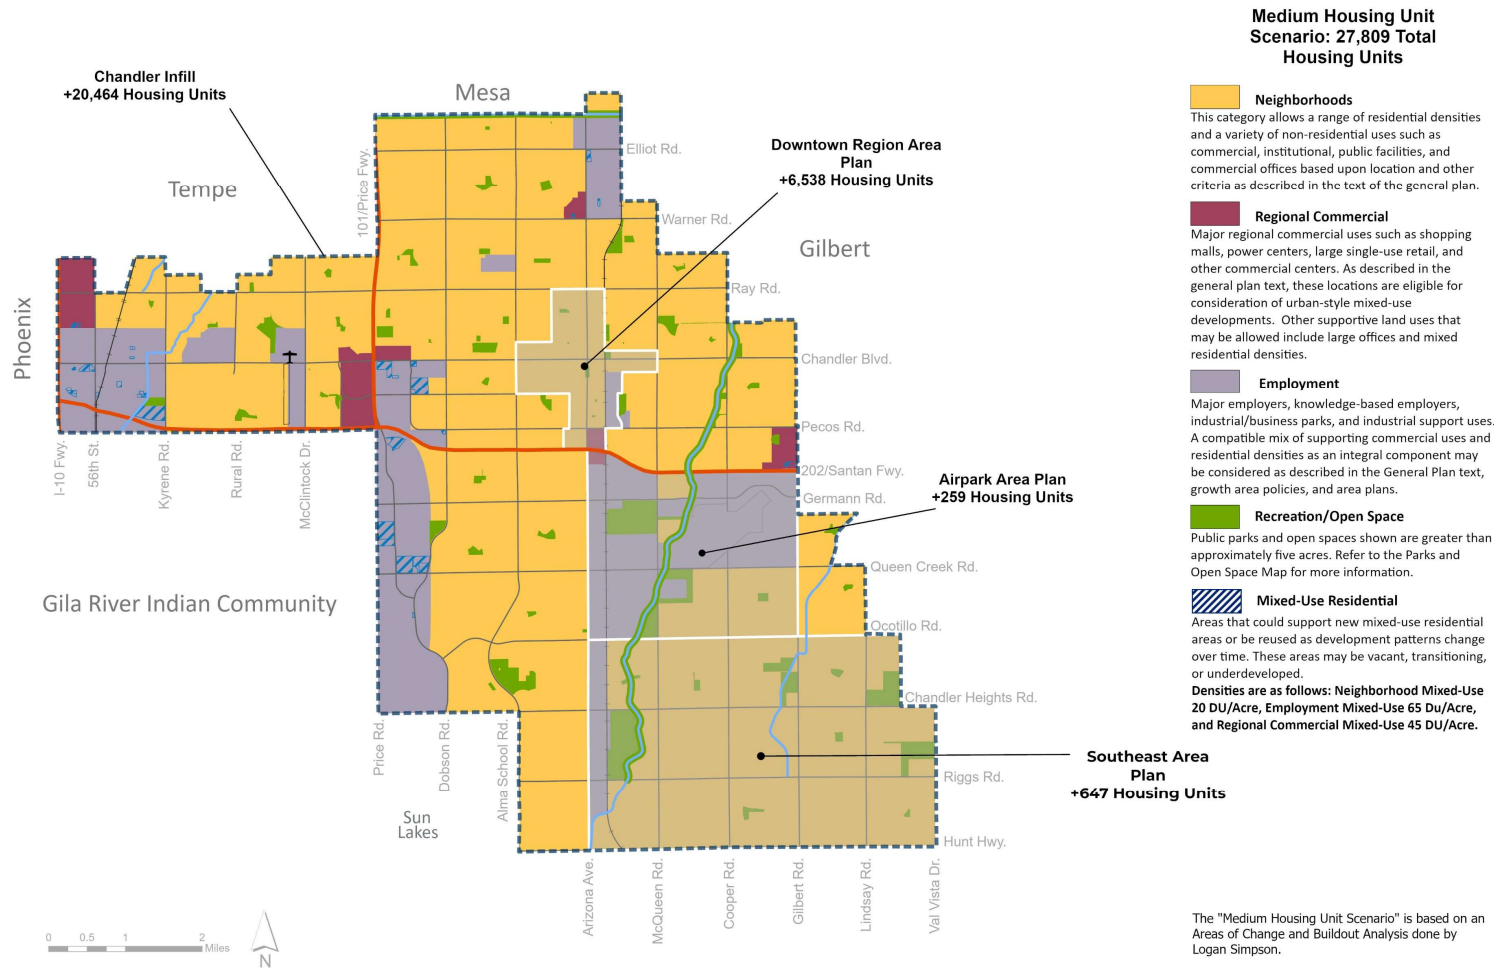 Medium Housing Unit
Scenario: 27,809 Total
Housing Units
Chandler Infill
+20,464 Housing Units
Mesa
Downtown Region Area
Plan
+6,538 Housing Units
Tempe
Gilbert
Phoenix
Gila River Indian Community
Sun
Lakes
Airpark Area Plan
+259 Housing Units
Southeast Area
Plan
+647 Housing Units
101/Price Fwy.
Elliot Rd.
Warner Rd.
Ray Rd.
Chandler Blvd.
Pecos Rd.
202/Santan Fwy.
Germann Rd.
Queen Creek Rd.
Ocotillo Rd.
Chandler Heights Rd.
Riggs Rd.
Hunt Hwy.
I-10 Fwy.
56th St.
Kyrene Rd.
Rural Rd.
McClintock Dr.
Price Rd.
Dobson Rd.
Alma School Rd.
Arizona Ave.
McQueen Rd.
Cooper Rd.
Gilbert Rd.
Lindsay Rd.
Val Vista Dr.
0 0.5 1 2
Miles
N
Neighborhoods
This category allows a range of residential densities
and a variety of non-residential uses such as
commercial, institutional, public facilities, and
commercial offices based upon location and other
criteria as described in the text of the general plan.
Regional Commercial
Major regional commercial uses such as shopping
malls, power centers, large single-use retail, and
other commercial centers. As described in the
general plan text, these locations are eligible for
consideration of urban-style mixed-use
developments. Other supportive land uses that
may be allowed include large offices and mixed
residential densities.
Employment
Major employers, knowledge-based employers,
industrial/business parks, and industrial support uses.
A compatible mix of supporting commercial uses and
residential densities as an integral component may
be considered as described in the General Plan text,
growth area policies, and area plans.
Recreation/Open Space
Public parks and open spaces shown are greater than
approximately five acres. Refer to the Parks and
Open Space Map for more information.
Mixed-Use Residential
Areas that could support new mixed-use residential
areas or be reused as development patterns change
over time. These areas may be vacant, transitioning,
or underdeveloped.
Densities are as follows: Neighborhood Mixed-Use
20 DU/Acre, Employment Mixed-Use 65 Du/Acre,
and Regional Commercial Mixed-Use 45 DU/Acre.
The "Medium Housing Unit Scenario" is based on an
Areas of Change and Buildout Analysis done by
Logan Simpson.